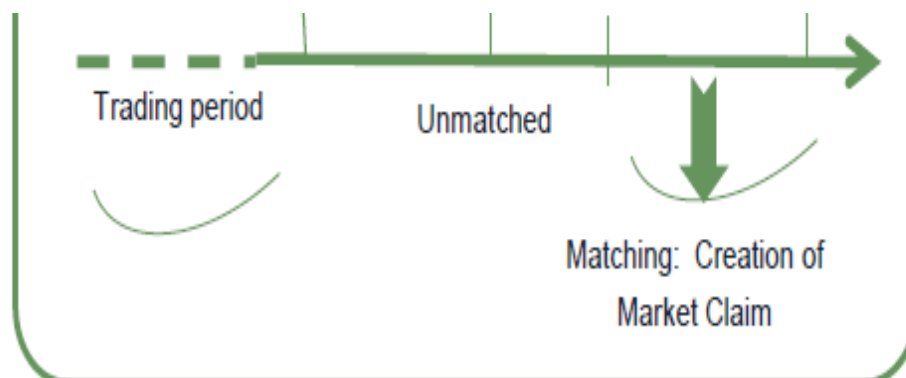 Trading period
Unmatched
Matching: Creation of
Market Claim